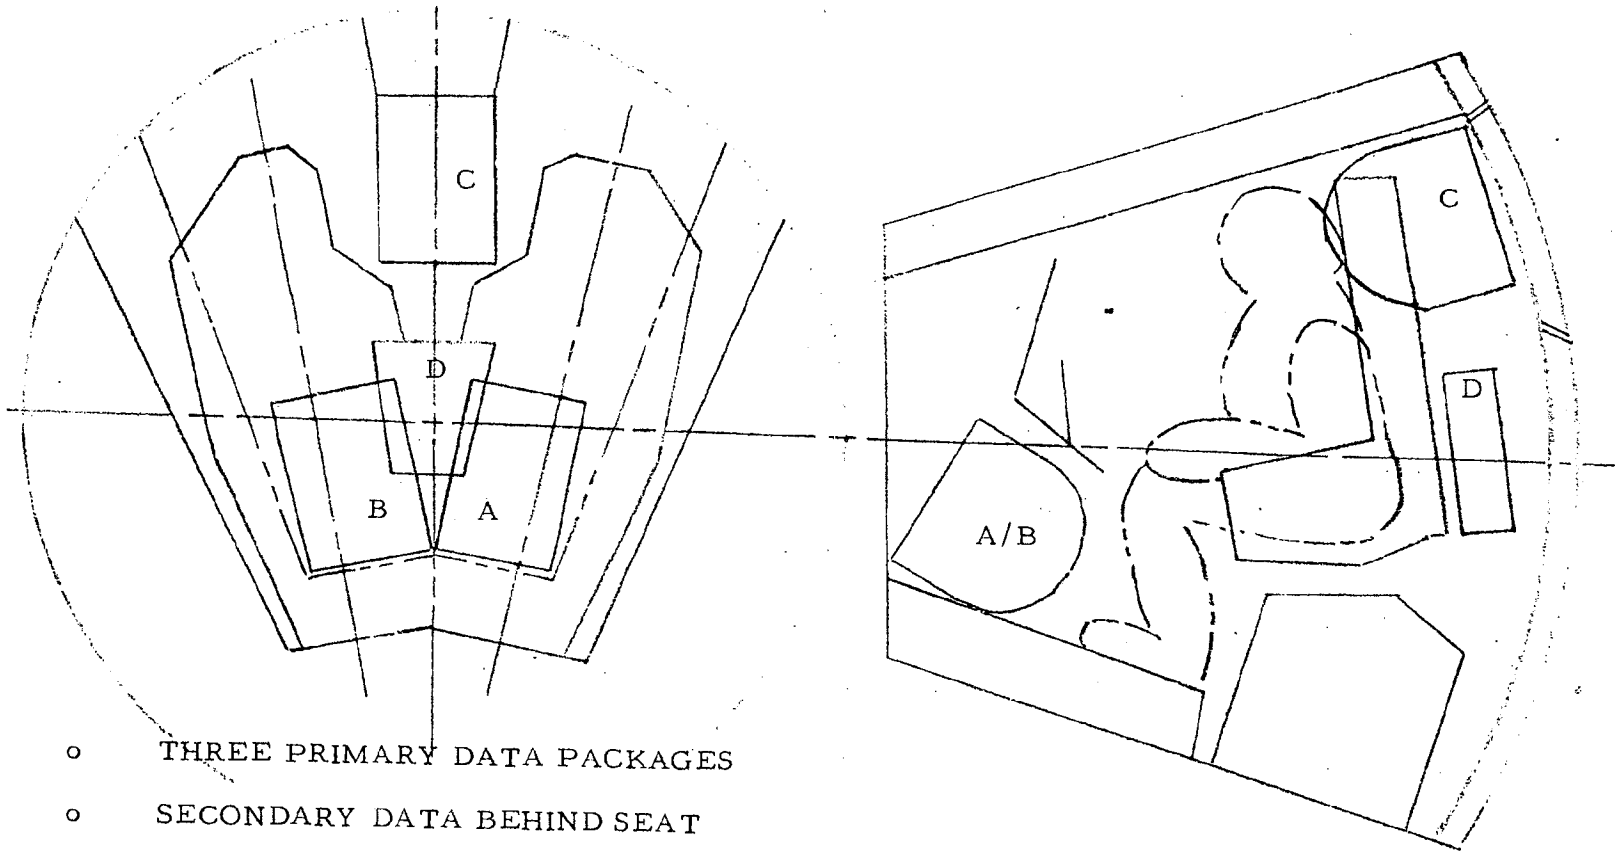 C
D
B
A
C
D
A/B
o THREE PRIMARY DATA PACKAGES
o SECONDARY DATA BEHIND SEAT